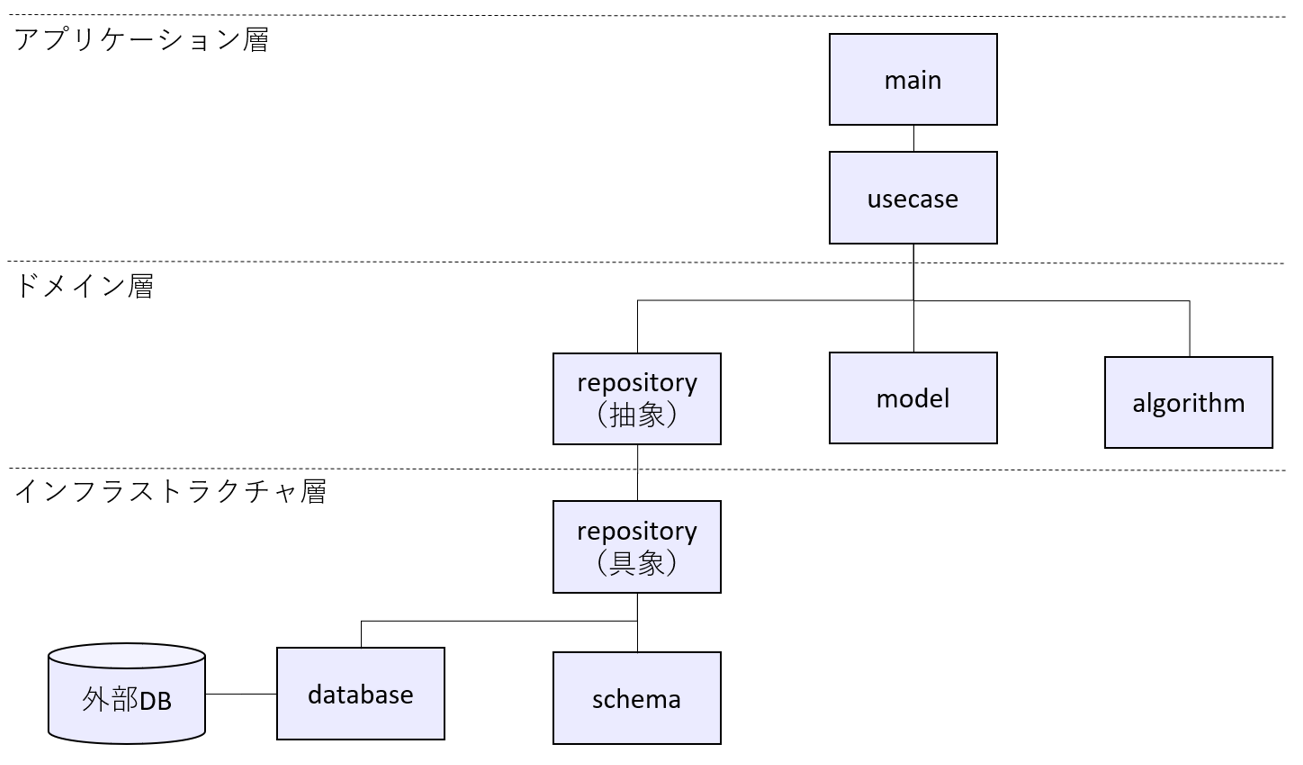 アプリケーション層
main
usecase
ドメイン層
repository
（抽象）
model
algorithm
インフラストラクチャ層
repository
（具象）
外部DB
database
schema